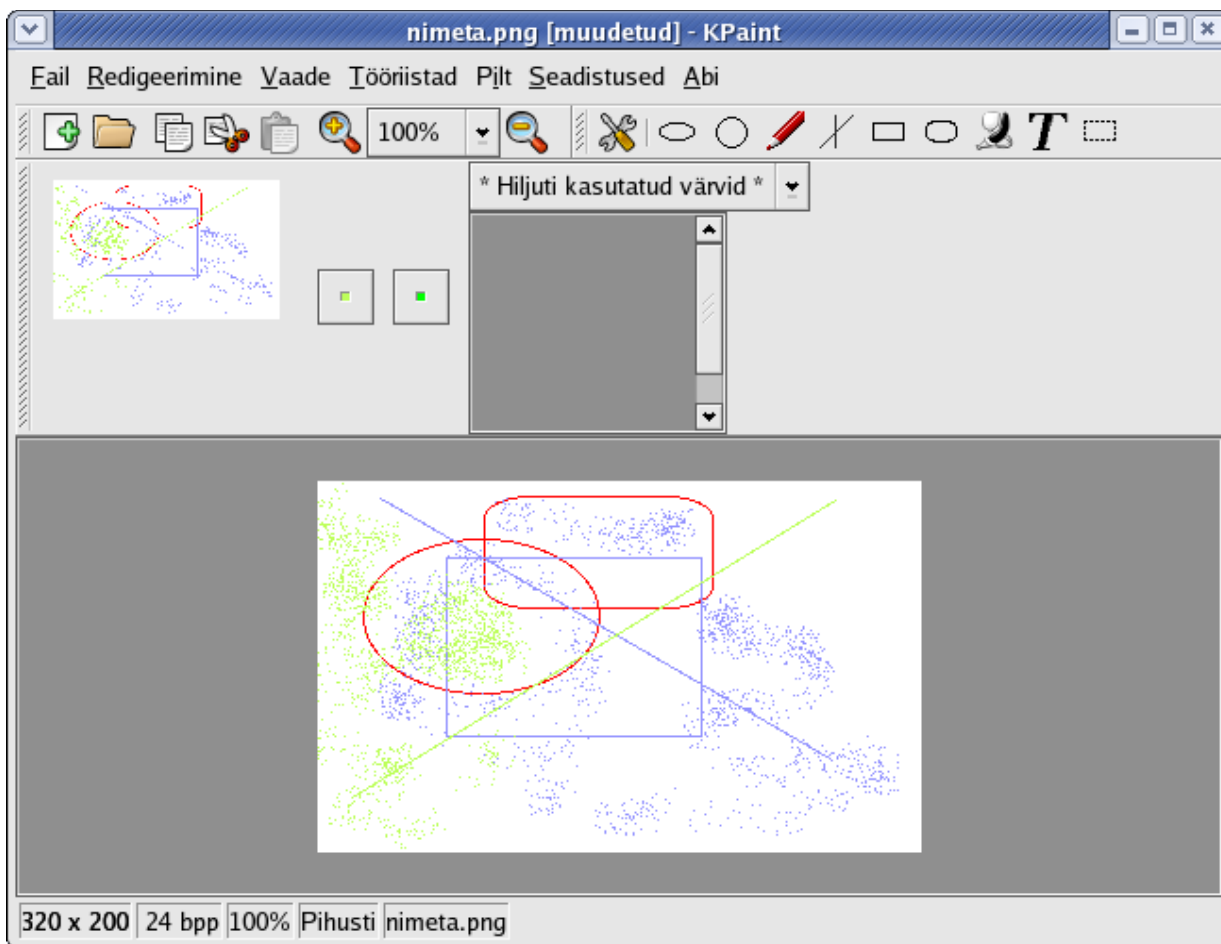 nimeta.png [muudetud] - KPaint
Fail Redigeerimine Vaade Tööriistad Pilt Seadistused Abi
100%
* Hiljuti kasutatud värvid *
320 x 200 24 bpp 100% Pihusti nimeta.png